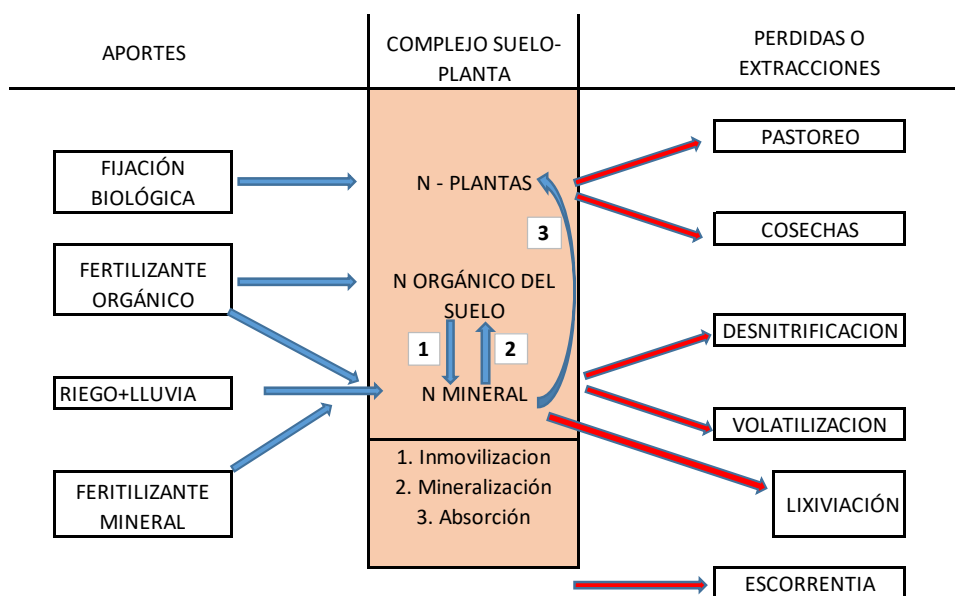 APORTES
COMPLEJO SUELO-
PLANTA
PERDIDAS O
EXTRACCIONES
FIJACIÓN
BIOLÓGICA
FERTILIZANTE
ORGÁNICO
RIEGO+LLUVIA
FERITILIZANTE
MINERAL
N - PLANTAS
3
N ORGÁNICO DEL
SUELO
1
2
N MINERAL
1. Inmovilizacion
2. Mineralización
3. Absorción
PASTOREO
COSECHAS
DESNITRIFICACION
VOLATILIZACION
LIXIVIACIÓN
ESCORRENTIA